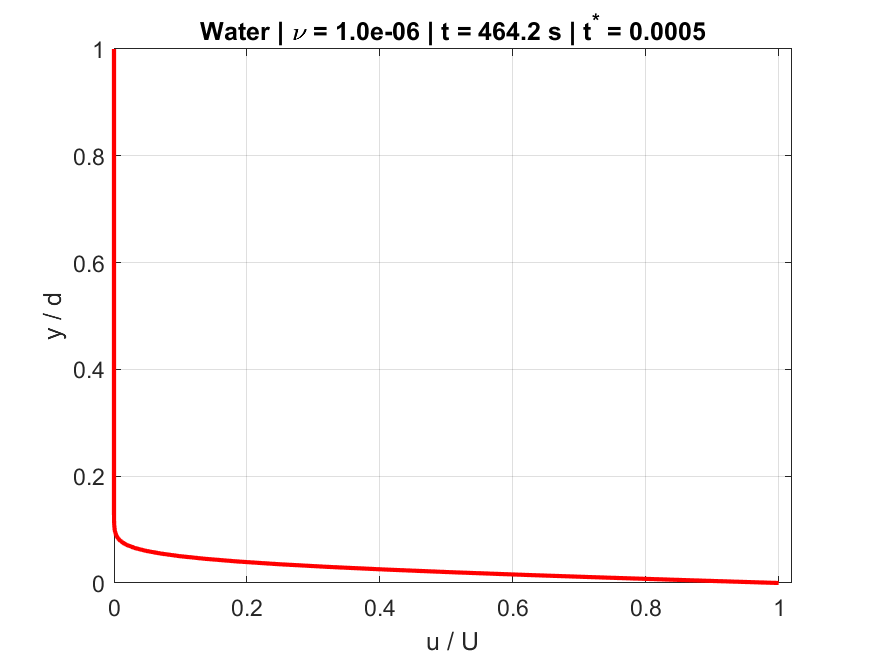 Water | ν = 1.0e-06 | t = 464.2 s | t* = 0.0005
1
0.8
0.6
0.4
0.2
0
y / d
0 0.2 0.4 0.6 0.8 1
u / U